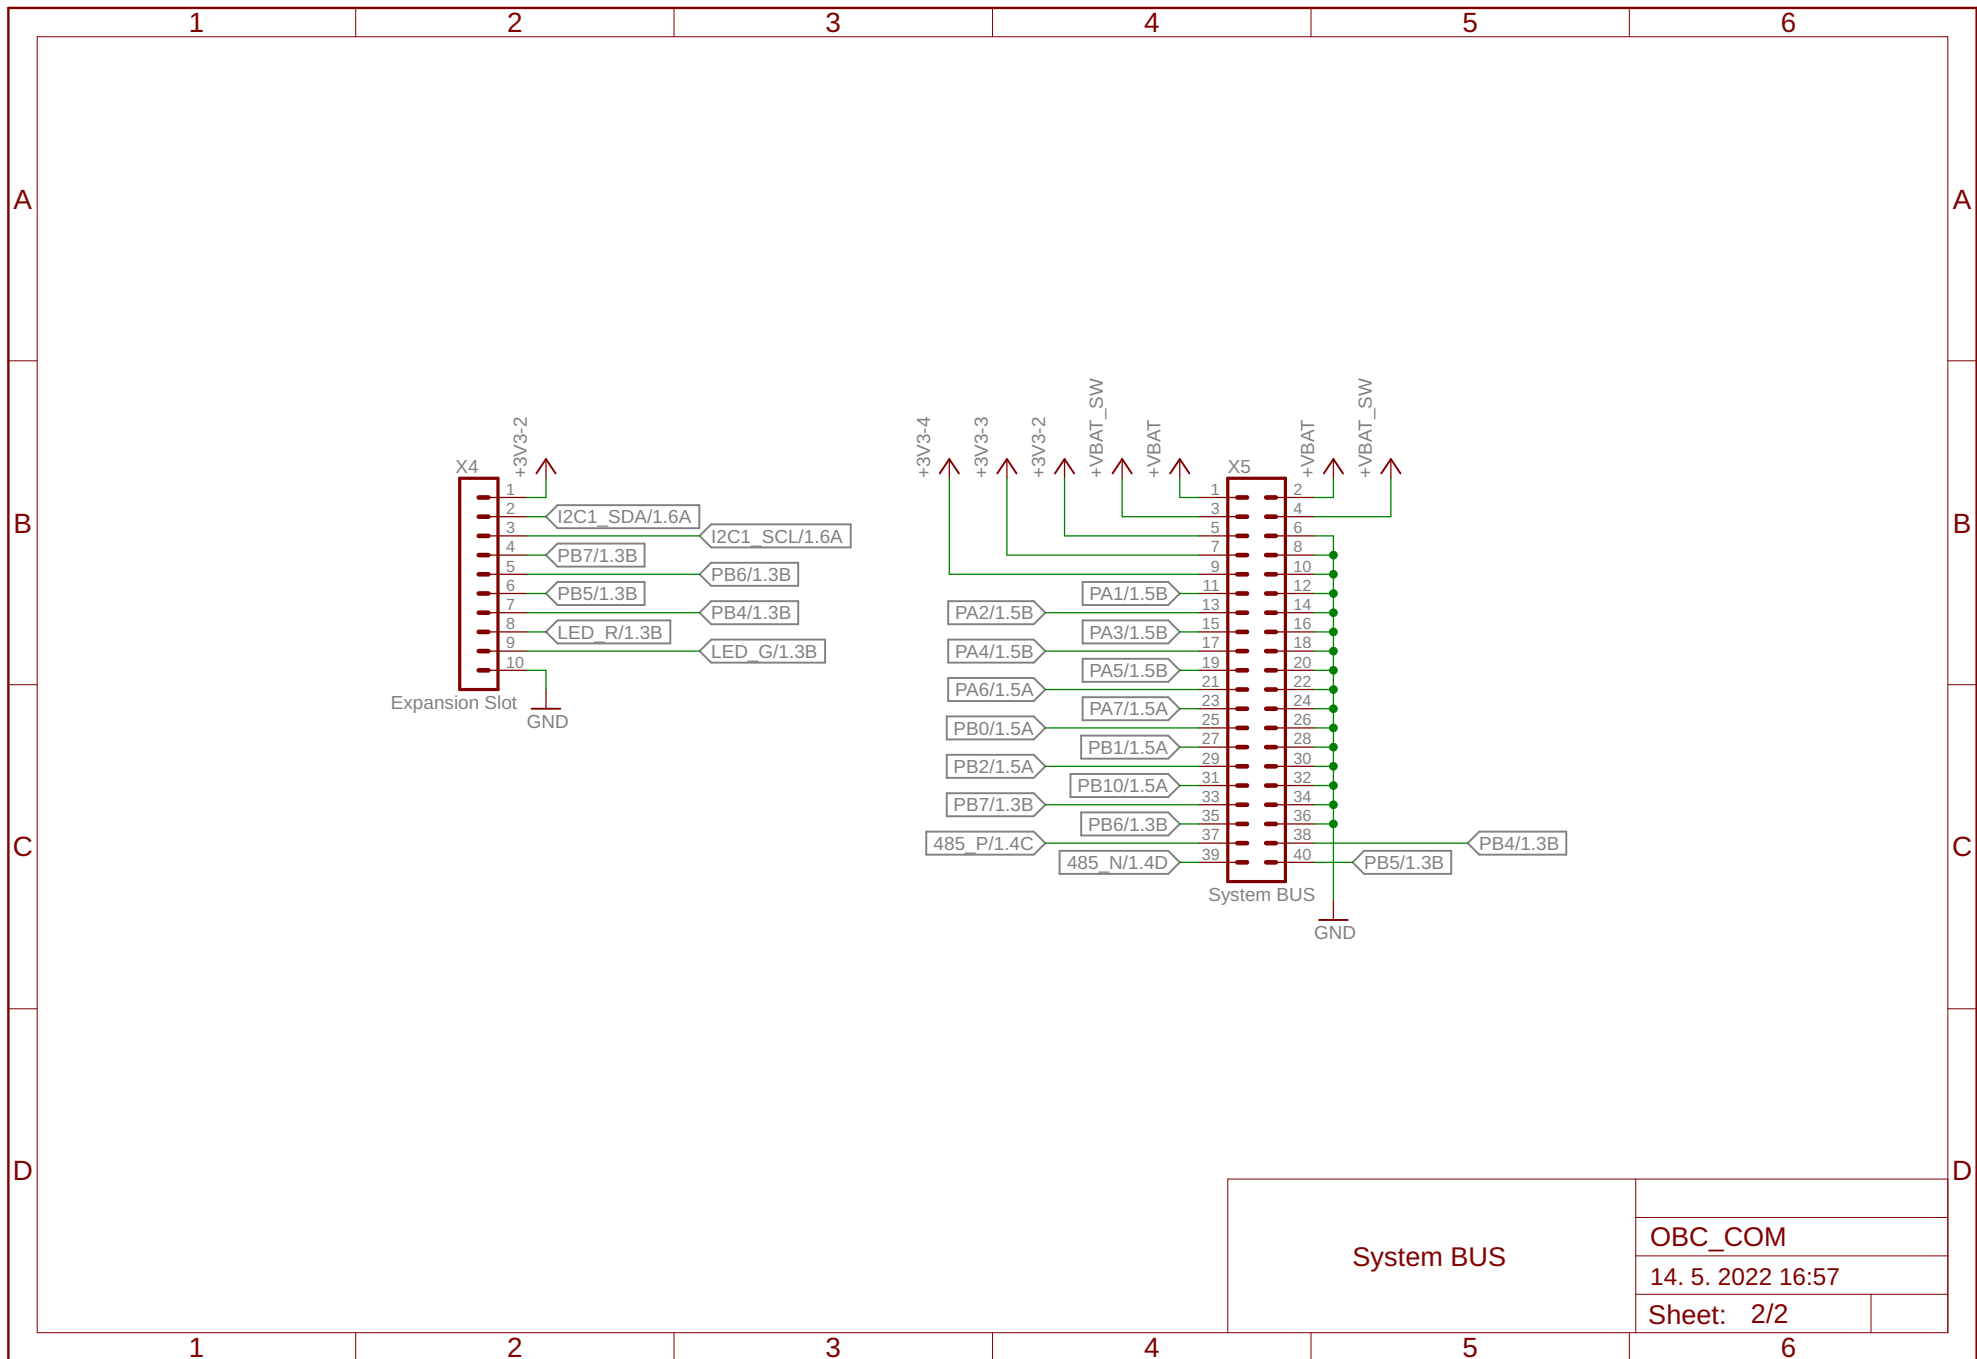 1 2 3 4 5 6
A A
B B
C C
D D
X4
+3V3-2
1
2 I2C1_SDA/1.6A
3 I2C1_SCL/1.6A
4 PB7/1.3B
5 PB6/1.3B
6 PB5/1.3B
7 PB4/1.3B
8 LED_R/1.3B
9 LED_G/1.3B
10
Expansion Slot
GND
+3V3-4 +3V3-3 +3V3-2 +VBAT_SW +VBAT X5 +VBAT +VBAT_SW
1 2
3 4
5 6
7 8
9 10
PA1/1.5B 11 12
PA2/1.5B 13 14
PA3/1.5B 15 16
PA4/1.5B 17 18
PA5/1.5B 19 20
PA6/1.5A 21 22
PA7/1.5A 23 24
PB0/1.5A 25 26
PB1/1.5A 27 28
PB2/1.5A 29 30
PB10/1.5A 31 32
PB7/1.3B 33 34
PB6/1.3B 35 36
485_P/1.4C 37 38 PB4/1.3B
485_N/1.4D 39 40 PB5/1.3B
System BUS
GND
System BUS
OBC_COM
14. 5. 2022 16:57
Sheet: 2/2
1 2 3 4 5 6